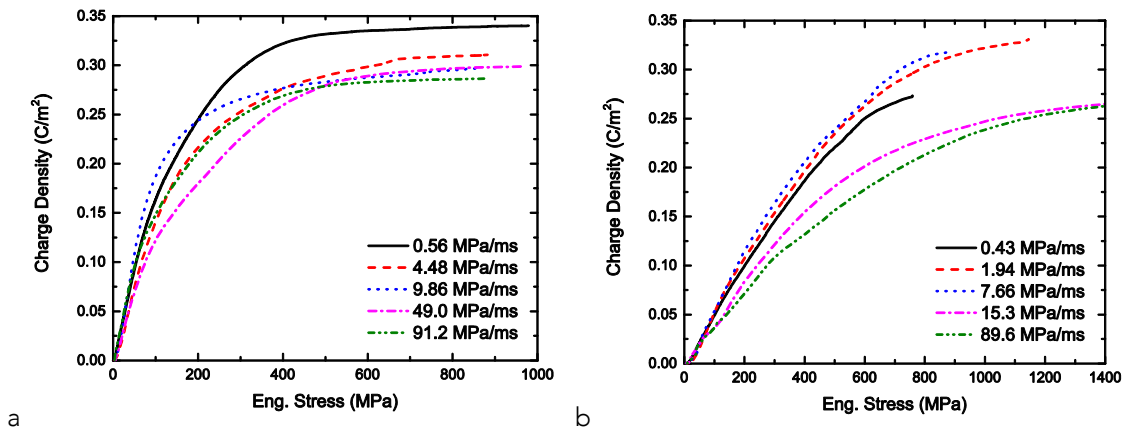 0.35
0.30
0.25
0.20
0.15
0.10
0.05
0.00
Charge Density (C/m²)
0.56 MPa/ms
4.48 MPa/ms
9.86 MPa/ms
49.0 MPa/ms
91.2 MPa/ms
0 200 400 600 800 1000
Eng. Stress (MPa)
a
0.35
0.30
0.25
0.20
0.15
0.10
0.05
0.00
Charge Density (C/m²)
0.43 MPa/ms
1.94 MPa/ms
7.66 MPa/ms
15.3 MPa/ms
89.6 MPa/ms
0 200 400 600 800 1000 1200 1400
Eng. Stress (MPa)
b